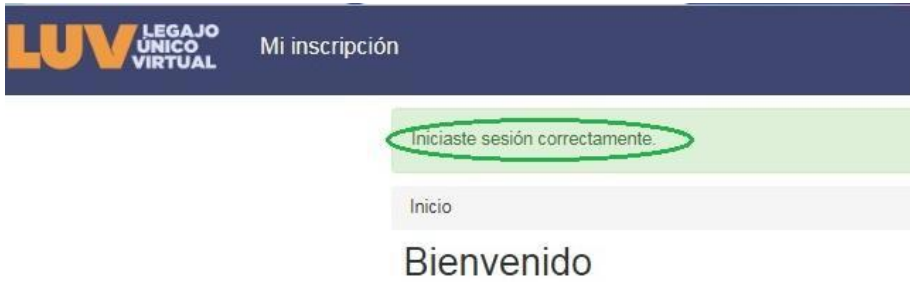 LUV LEGAJO
ÚNICO
VIRTUAL
Mi inscripción
Iniciaste sesión correctamente.
Inicio
Bienvenido